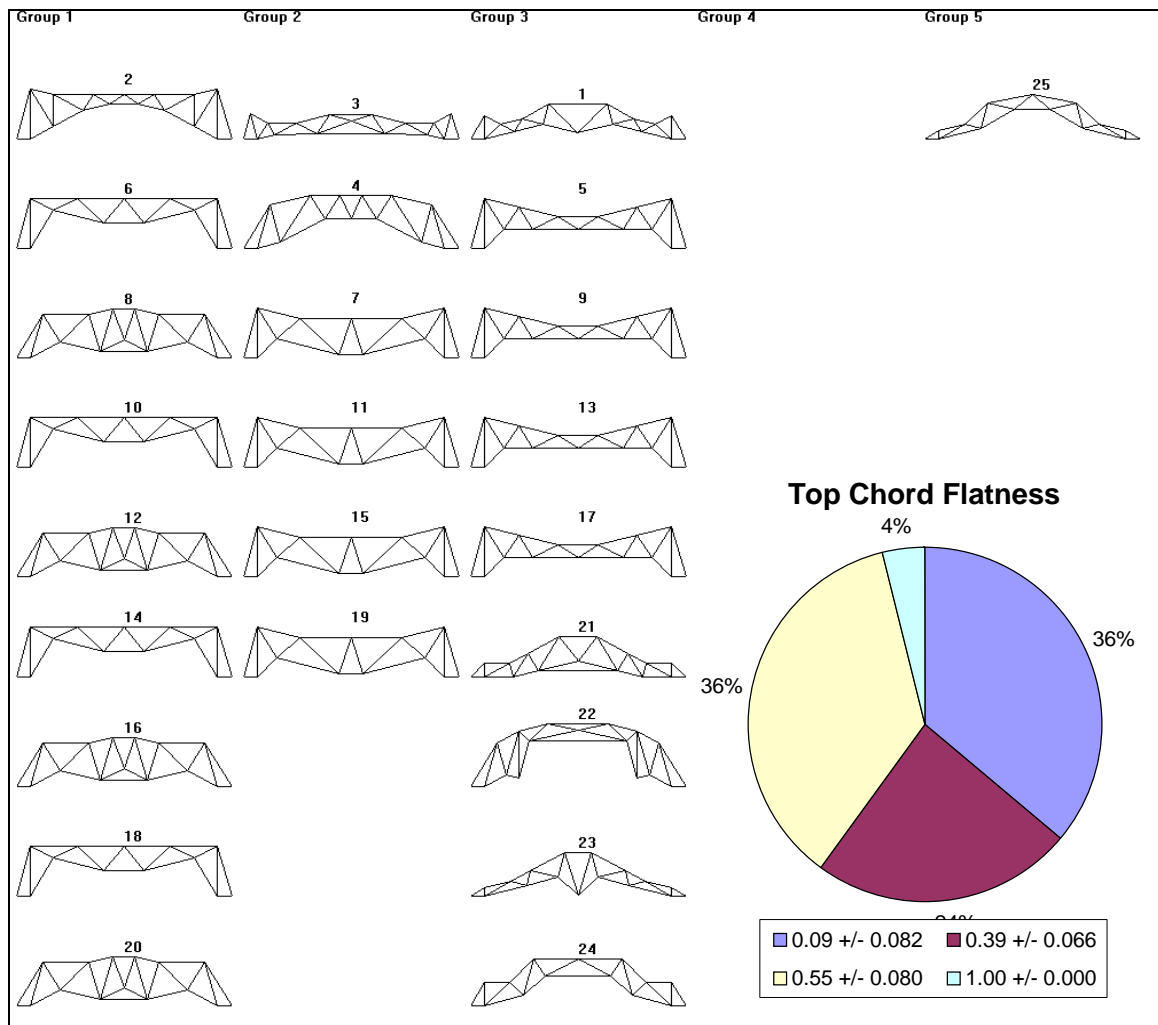 Group 1 Group 2 Group 3 Group 4 Group 5
2 3 1 25
6 4 5
8 7 9
10 11 13
12 15 17
14 19 21
16 22
18 23
20 24
Top Chord Flatness
4%
36%
36%
0.09 +/- 0.082 0.39 +/- 0.066
0.55 +/- 0.080 1.00 +/- 0.000